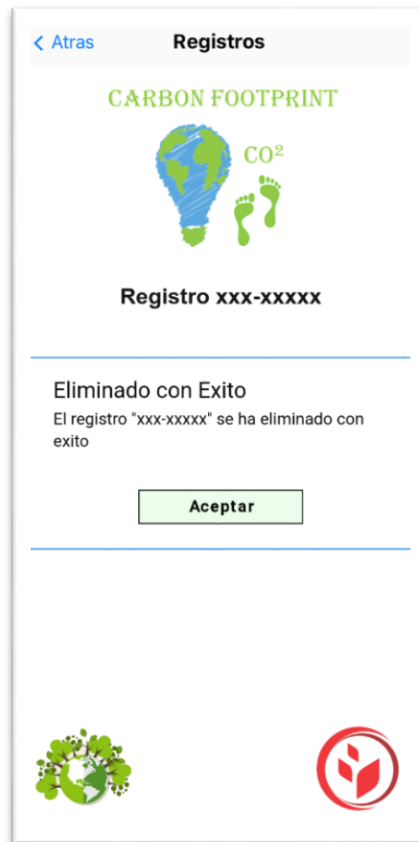 < Atras Registros
CARBON FOOTPRINT
CO²
Registro xxx-xxxxx
Eliminado con Exito
El registro "xxx-xxxxx" se ha eliminado con
exito
Aceptar